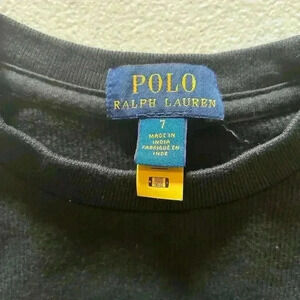 POLO
RALPH LAUREN
7
MADE IN
INDIA
FABRIQUÉ EN
INDE